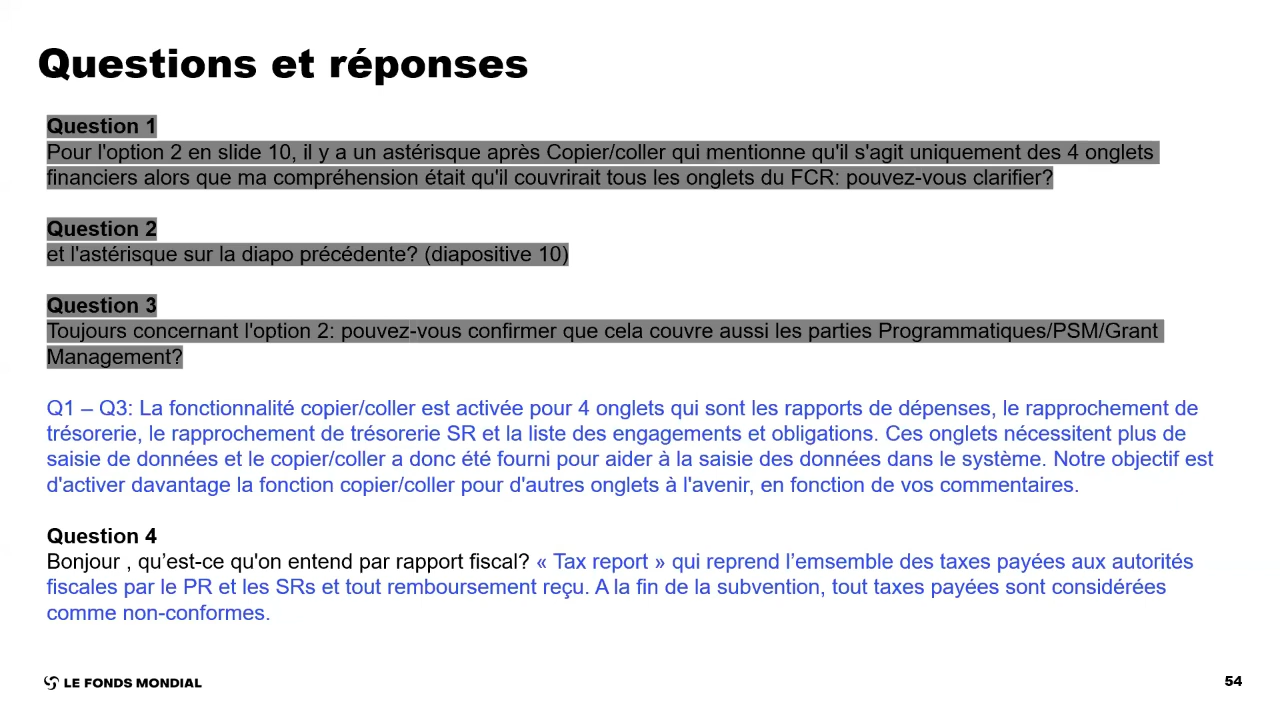 Questions et réponses
Question 1
Pour l'option 2 en slide 10, il y a un astérisque après Copier/coller qui mentionne qu'il s'agit uniquement des 4 onglets
financiers alors que ma compréhension était qu'il couvrirait tous les onglets du FCR: pouvez-vous clarifier?
Question 2
et l'astérisque sur la diapo précédente? (diapositive 10)
Question 3
Toujours concernant l'option 2: pouvez-vous confirmer que cela couvre aussi les parties Programmatiques/PSM/Grant
Management?
Q1 – Q3: La fonctionnalité copier/coller est activée pour 4 onglets qui sont les rapports de dépenses, le rapprochement de
trésorerie, le rapprochement de trésorerie SR et la liste des engagements et obligations. Ces onglets nécessitent plus de
saisie de données et le copier/coller a donc été fourni pour aider à la saisie des données dans le système. Notre objectif est
d'activer davantage la fonction copier/coller pour d'autres onglets à l'avenir, en fonction de vos commentaires.
Question 4
Bonjour , qu’est-ce qu'on entend par rapport fiscal? « Tax report » qui reprend l’emsemble des taxes payées aux autorités
fiscales par le PR et les SRs et tout remboursement reçu. A la fin de la subvention, tout taxes payées sont considérées
comme non-conformes.
LE FONDS MONDIAL
54